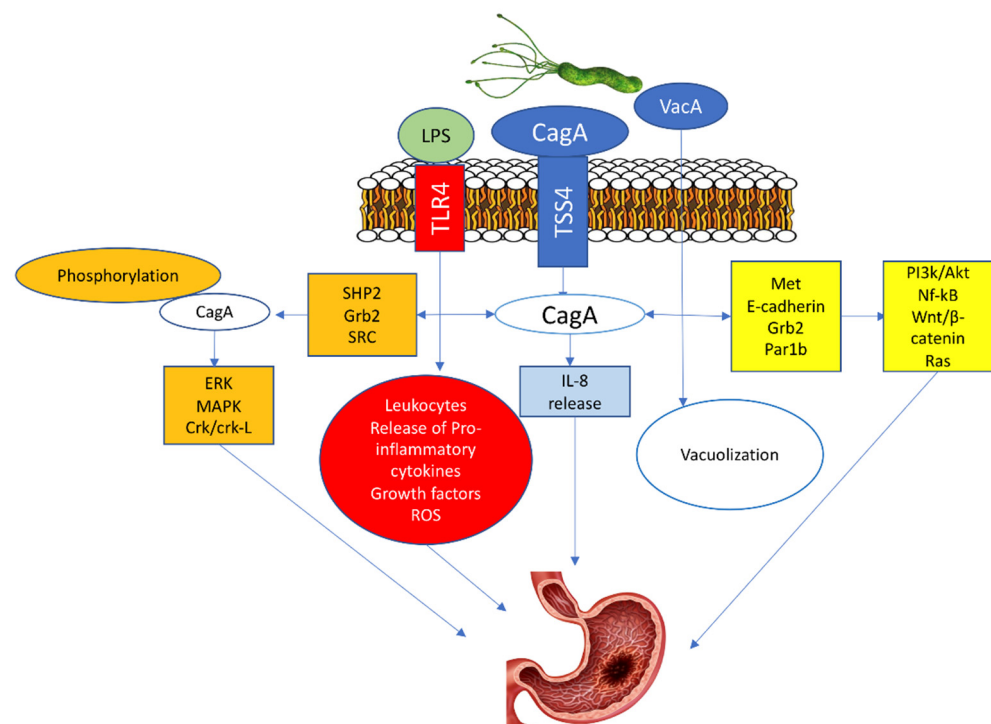 VacA
LPS
CagA
TLR4
TSS4
Phosphorylation
CagA
SHP2
Grb2
SRC
CagA
Met
E-cadherin
Grb2
Par1b
PI3k/Akt
Nf-kB
Wnt/β-
catenin
Ras
ERK
MAPK
Crk/crk-L
Leukocytes
Release of Pro-
inflammatory
cytokines
Growth factors
ROS
IL-8
release
Vacuolization